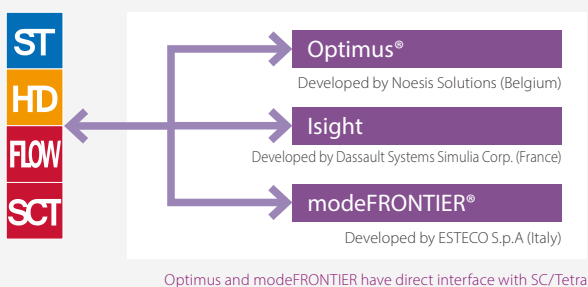 ST
HD
FLOW
SCT
Optimus®
Developed by Noesis Solutions (Belgium)
Isight
Developed by Dassault Systems Simulia Corp. (France)
modeFRONTIER®
Developed by ESTECO S.p.A (Italy)
Optimus and modeFRONTIER have direct interface with SC/Tetra